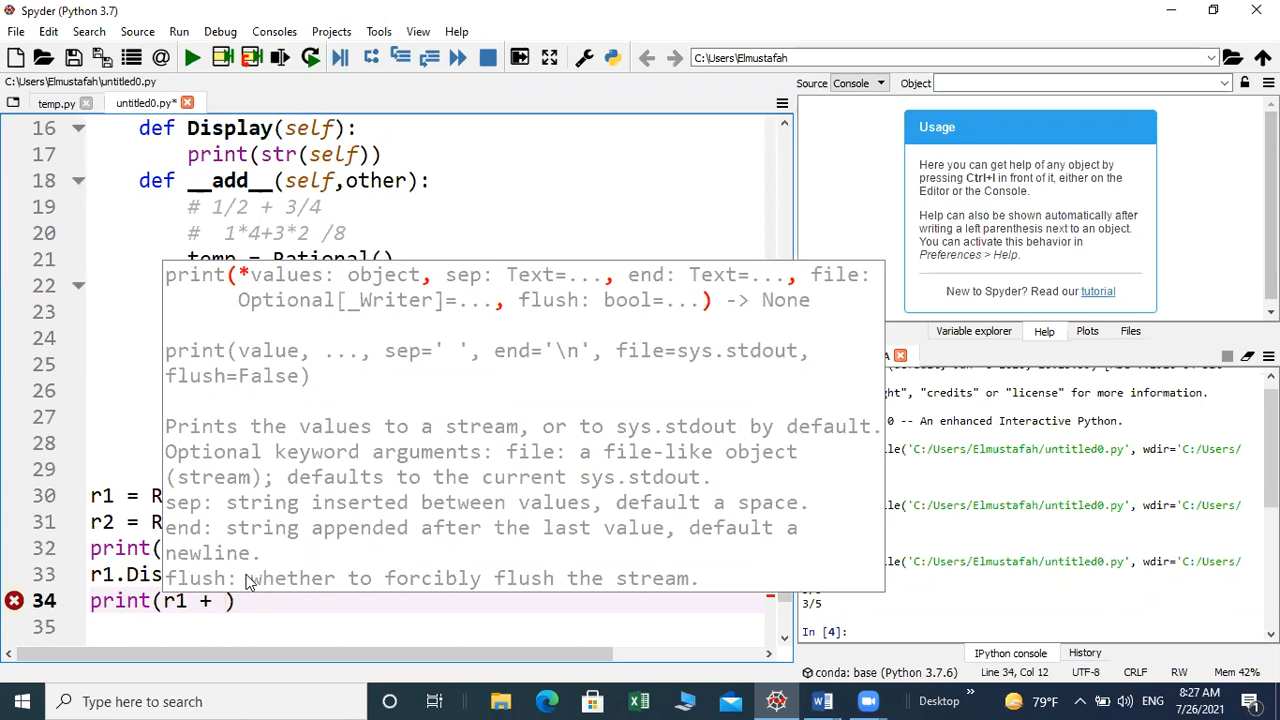 Spyder (Python 3.7)
File Edit Search Source Run Debug Consoles Projects Tools View Help
C:\Users\Elmustafah
C:\Users\Elmustafah\untitled0.py
Source Console Object
temp.py untitled0.py*
16 def Display(self):
17 print(str(self))
18 def __add__(self,other):
19 # 1/2 + 3/4
20 # 1*4+3*2 /8
21 temp = Rational()
22
23
24
25
26
27
28
29
30 r1 = R
31 r2 = R
32 print(
33 r1.Dis
34 print(r1 + )
35
print(*values: object, sep: Text=..., end: Text=..., file:
Optional[_Writer]=..., flush: bool=...) -> None
print(value, ..., sep=' ', end='\n', file=sys.stdout,
flush=False)
Prints the values to a stream, or to sys.stdout by default.
Optional keyword arguments: file: a file-like object
(stream); defaults to the current sys.stdout.
sep: string inserted between values, default a space.
end: string appended after the last value, default a
newline.
flush: whether to forcibly flush the stream.
Usage
Here you can get help of any object by
pressing Ctrl+I in front of it, either on the
Editor or the Console.
Help can also be shown automatically after
writing a left parenthesis next to an object.
You can activate this behavior in
Preferences > Help.
New to Spyder? Read our tutorial
Variable explorer Help Plots Files
A
ght", "credits" or "license" for more information.
0 -- An enhanced Interactive Python.
ile('C:/Users/Elmustafah/untitled0.py', wdir='C:/Users/
ile('C:/Users/Elmustafah/untitled0.py', wdir='C:/Users/
ile('C:/Users/Elmustafah/untitled0.py', wdir='C:/Users/
3/5
In [4]:
IPython console History
conda: base (Python 3.7.6) Line 34, Col 12 UTF-8 CRLF RW Mem 42%
Type here to search
Desktop
79°F
ENG
8:27 AM
7/26/2021
1